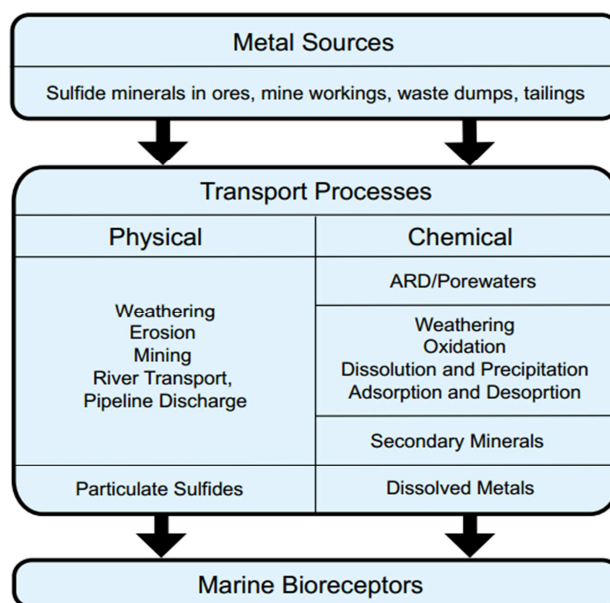 Metal Sources
Sulfide minerals in ores, mine workings, waste dumps, tailings
Transport Processes
Physical
Chemical
Weathering
Erosion
Mining
River Transport,
Pipeline Discharge
ARD/Porewaters
Weathering
Oxidation
Dissolution and Precipitation
Adsorption and Desoprtion
Secondary Minerals
Particulate Sulfides
Dissolved Metals
Marine Bioreceptors